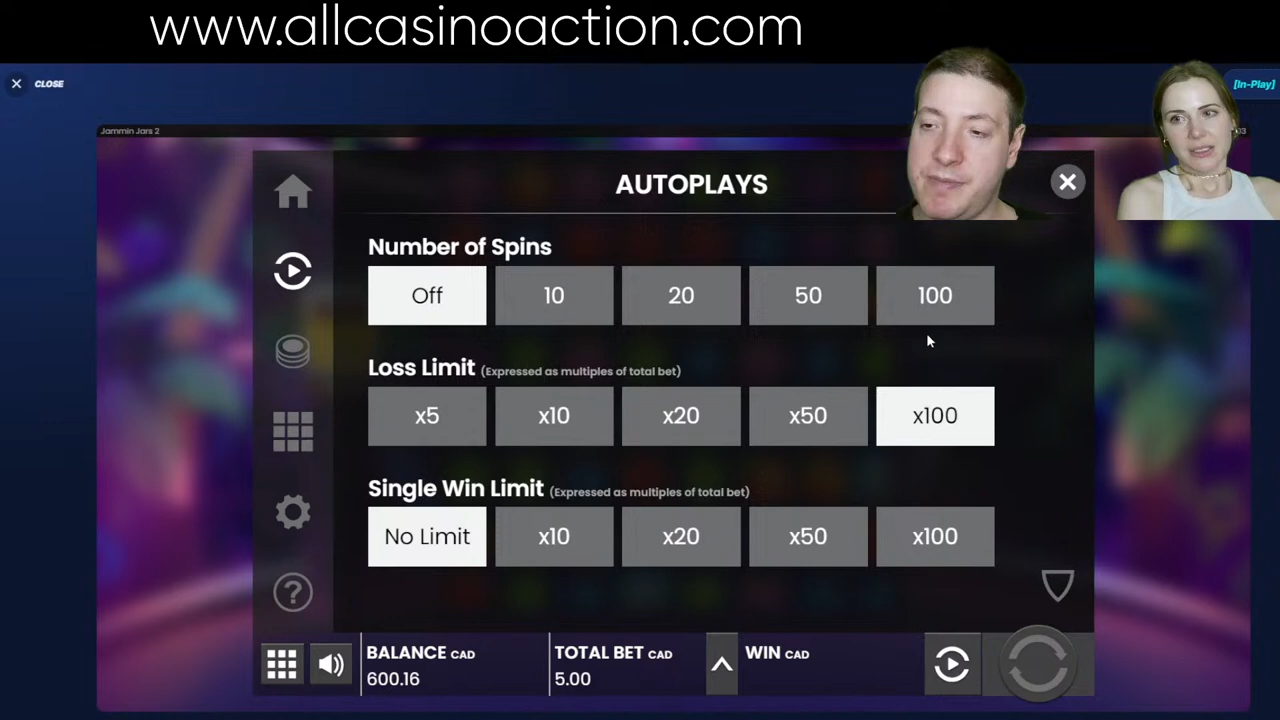 www.allcasinoaction.com
CLOSE
[In-Play]
Jammin Jars 2
AUTOPLAYS
Number of Spins
Off 10 20 50 100
Loss Limit (Expressed as multiples of total bet)
x5 x10 x20 x50 x100
Single Win Limit (Expressed as multiples of total bet)
No Limit x10 x20 x50 x100
BALANCE CAD TOTAL BET CAD WIN CAD
600.16 5.00